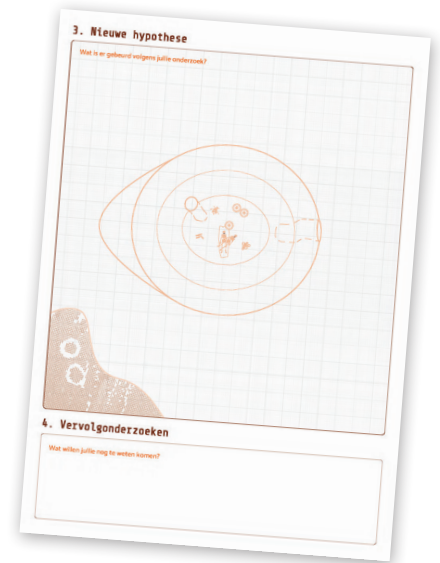 3. Nieuwe hypothese
Wat is er gebeurd volgens jullie onderzoek?
4. Vervolgonderzoeken
Wat willen jullie nog te weten komen?